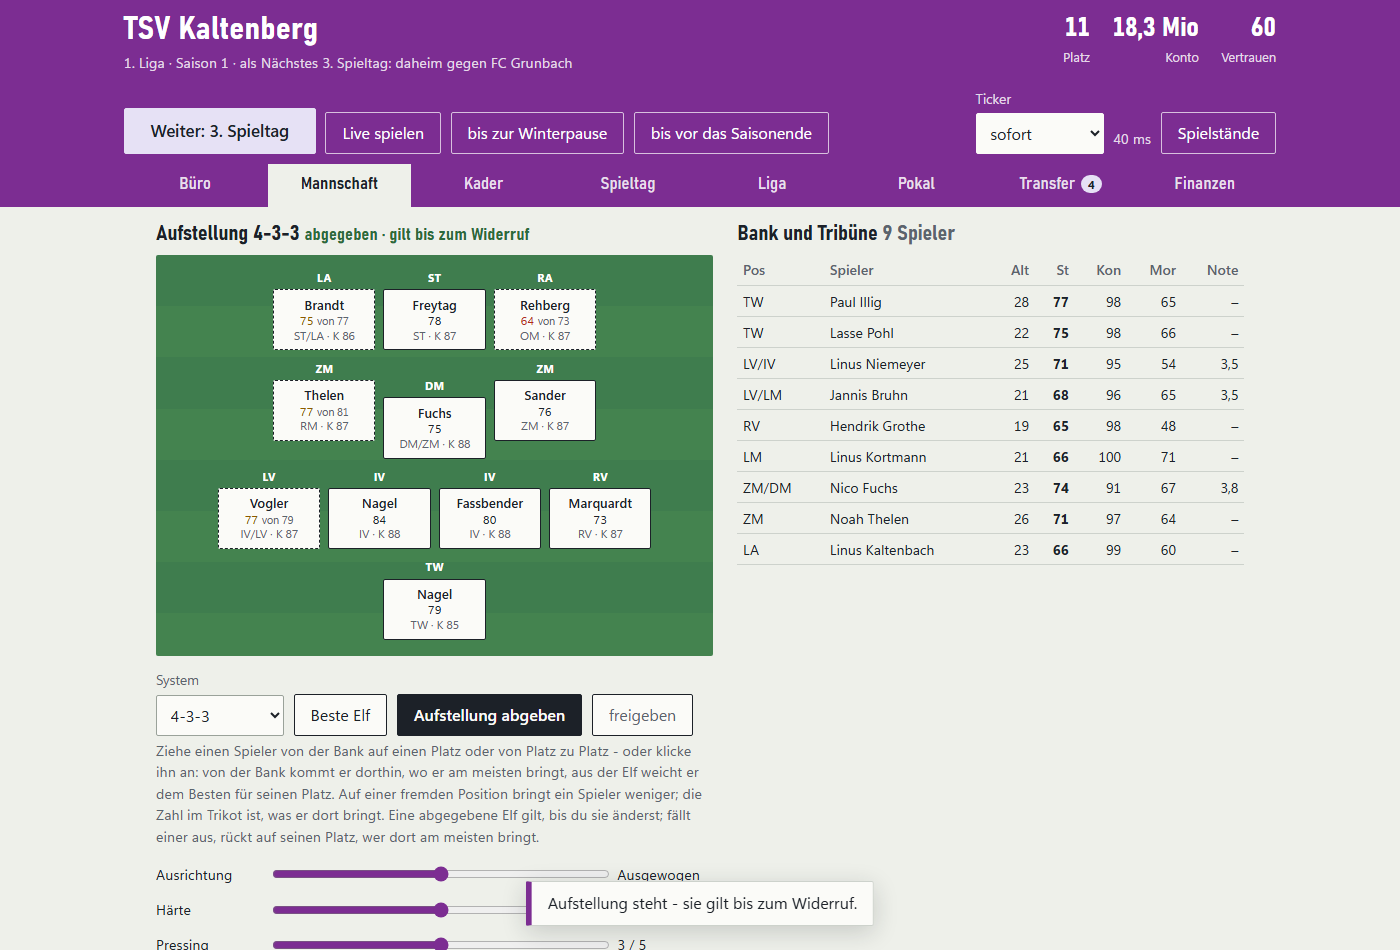 TSV Kaltenberg
1. Liga · Saison 1 · als Nächstes 3. Spieltag: daheim gegen FC Grunbach
11 18,3 Mio 60
Platz Konto Vertrauen
Ticker
Weiter: 3. Spieltag Live spielen bis zur Winterpause bis vor das Saisonende sofort 40 ms Spielstände
Büro Mannschaft Kader Spieltag Liga Pokal Transfer 4 Finanzen
Aufstellung 4-3-3 abgegeben · gilt bis zum Widerruf
LA ST RA
Brandt Freytag Rehberg
75 von 77 78 64 von 73
ST/LA · K 86 ST · K 87 OM · K 87
ZM DM ZM
Thelen Fuchs Sander
77 von 81 75 76
RM · K 87 DM/ZM · K 88 ZM · K 87
LV IV IV RV
Vogler Nagel Fassbender Marquardt
77 von 79 84 80 73
IV/LV · K 87 IV · K 88 IV · K 88 RV · K 87
TW
Nagel
79
TW · K 85
System
4-3-3 Beste Elf Aufstellung abgeben freigeben
Ziehe einen Spieler von der Bank auf einen Platz oder von Platz zu Platz - oder klicke
ihn an: von der Bank kommt er dorthin, wo er am meisten bringt, aus der Elf weicht er
dem Besten für seinen Platz. Auf einer fremden Position bringt ein Spieler weniger; die
Zahl im Trikot ist, was er dort bringt. Eine abgegebene Elf gilt, bis du sie änderst; fällt
einer aus, rückt auf seinen Platz, wer dort am meisten bringt.
Ausrichtung Ausgewogen
Härte
Pressing 3 / 5
Bank und Tribüne 9 Spieler
Pos Spieler Alt St Kon Mor Note
TW Paul Illig 28 77 98 65 –
TW Lasse Pohl 22 75 98 66 –
LV/IV Linus Niemeyer 25 71 95 54 3,5
LV/LM Jannis Bruhn 21 68 96 65 3,5
RV Hendrik Grothe 19 65 98 48 –
LM Linus Kortmann 21 66 100 71 –
ZM/DM Nico Fuchs 23 74 91 67 3,8
ZM Noah Thelen 26 71 97 64 –
LA Linus Kaltenbach 23 66 99 60 –
Aufstellung steht - sie gilt bis zum Widerruf.